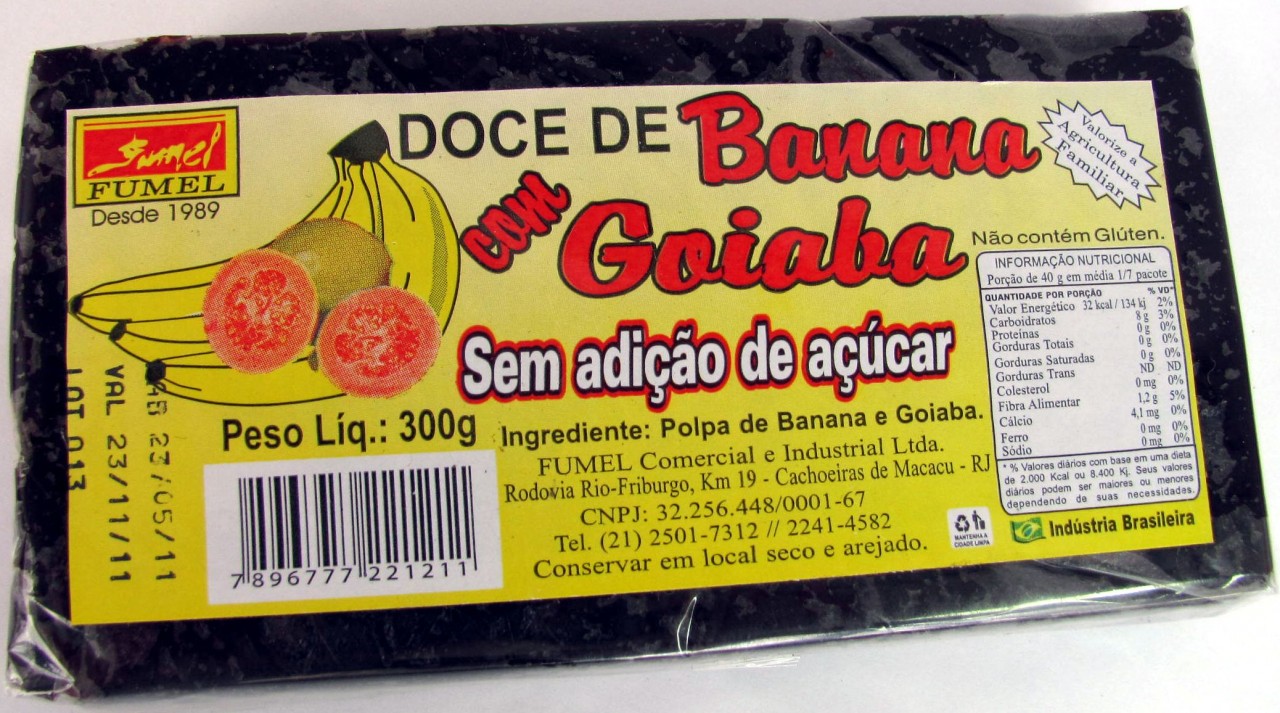 Fumel
FUMEL
Desde 1989
DOCE DE Banana
com
Goiaba
Valorize a
Agricultura
Familiar
Sem adição de açúcar
Não contém Glúten.
INFORMAÇÃO NUTRICIONAL
Porção de 40 g em média 1/7 pacote
QUANTIDADE POR PORÇÃO % VD*
Valor Energético 32 kcal / 134 kj 2%
Carboidratos 8 g 3%
Proteínas 0 g 0%
Gorduras Totais 0 g 0%
Gorduras Saturadas 0 g 0%
Gorduras Trans ND ND
Colesterol 0 mg 0%
Fibra Alimentar 1,2 g 5%
Cálcio 4,1 mg 0%
Ferro 0 mg 0%
Sódio 0 mg 0%
* % Valores diários com base em uma dieta
de 2.000 Kcal ou 8.400 Kj. Seus valores
diários podem ser maiores ou menores
dependendo de suas necessidades.
Peso Líq.: 300g
Ingrediente: Polpa de Banana e Goiaba.
FUMEL Comercial e Industrial Ltda.
Rodovia Rio-Friburgo, Km 19 - Cachoeiras de Macacu - RJ
CNPJ: 32.256.448/0001-67
Tel. (21) 2501-7312 // 2241-4582
Conservar em local seco e arejado.
MANTENHA A
CIDADE LIMPA
Indústria Brasileira
7 896777 221211
23/05/11
VAL 23/11/11
LOT 013